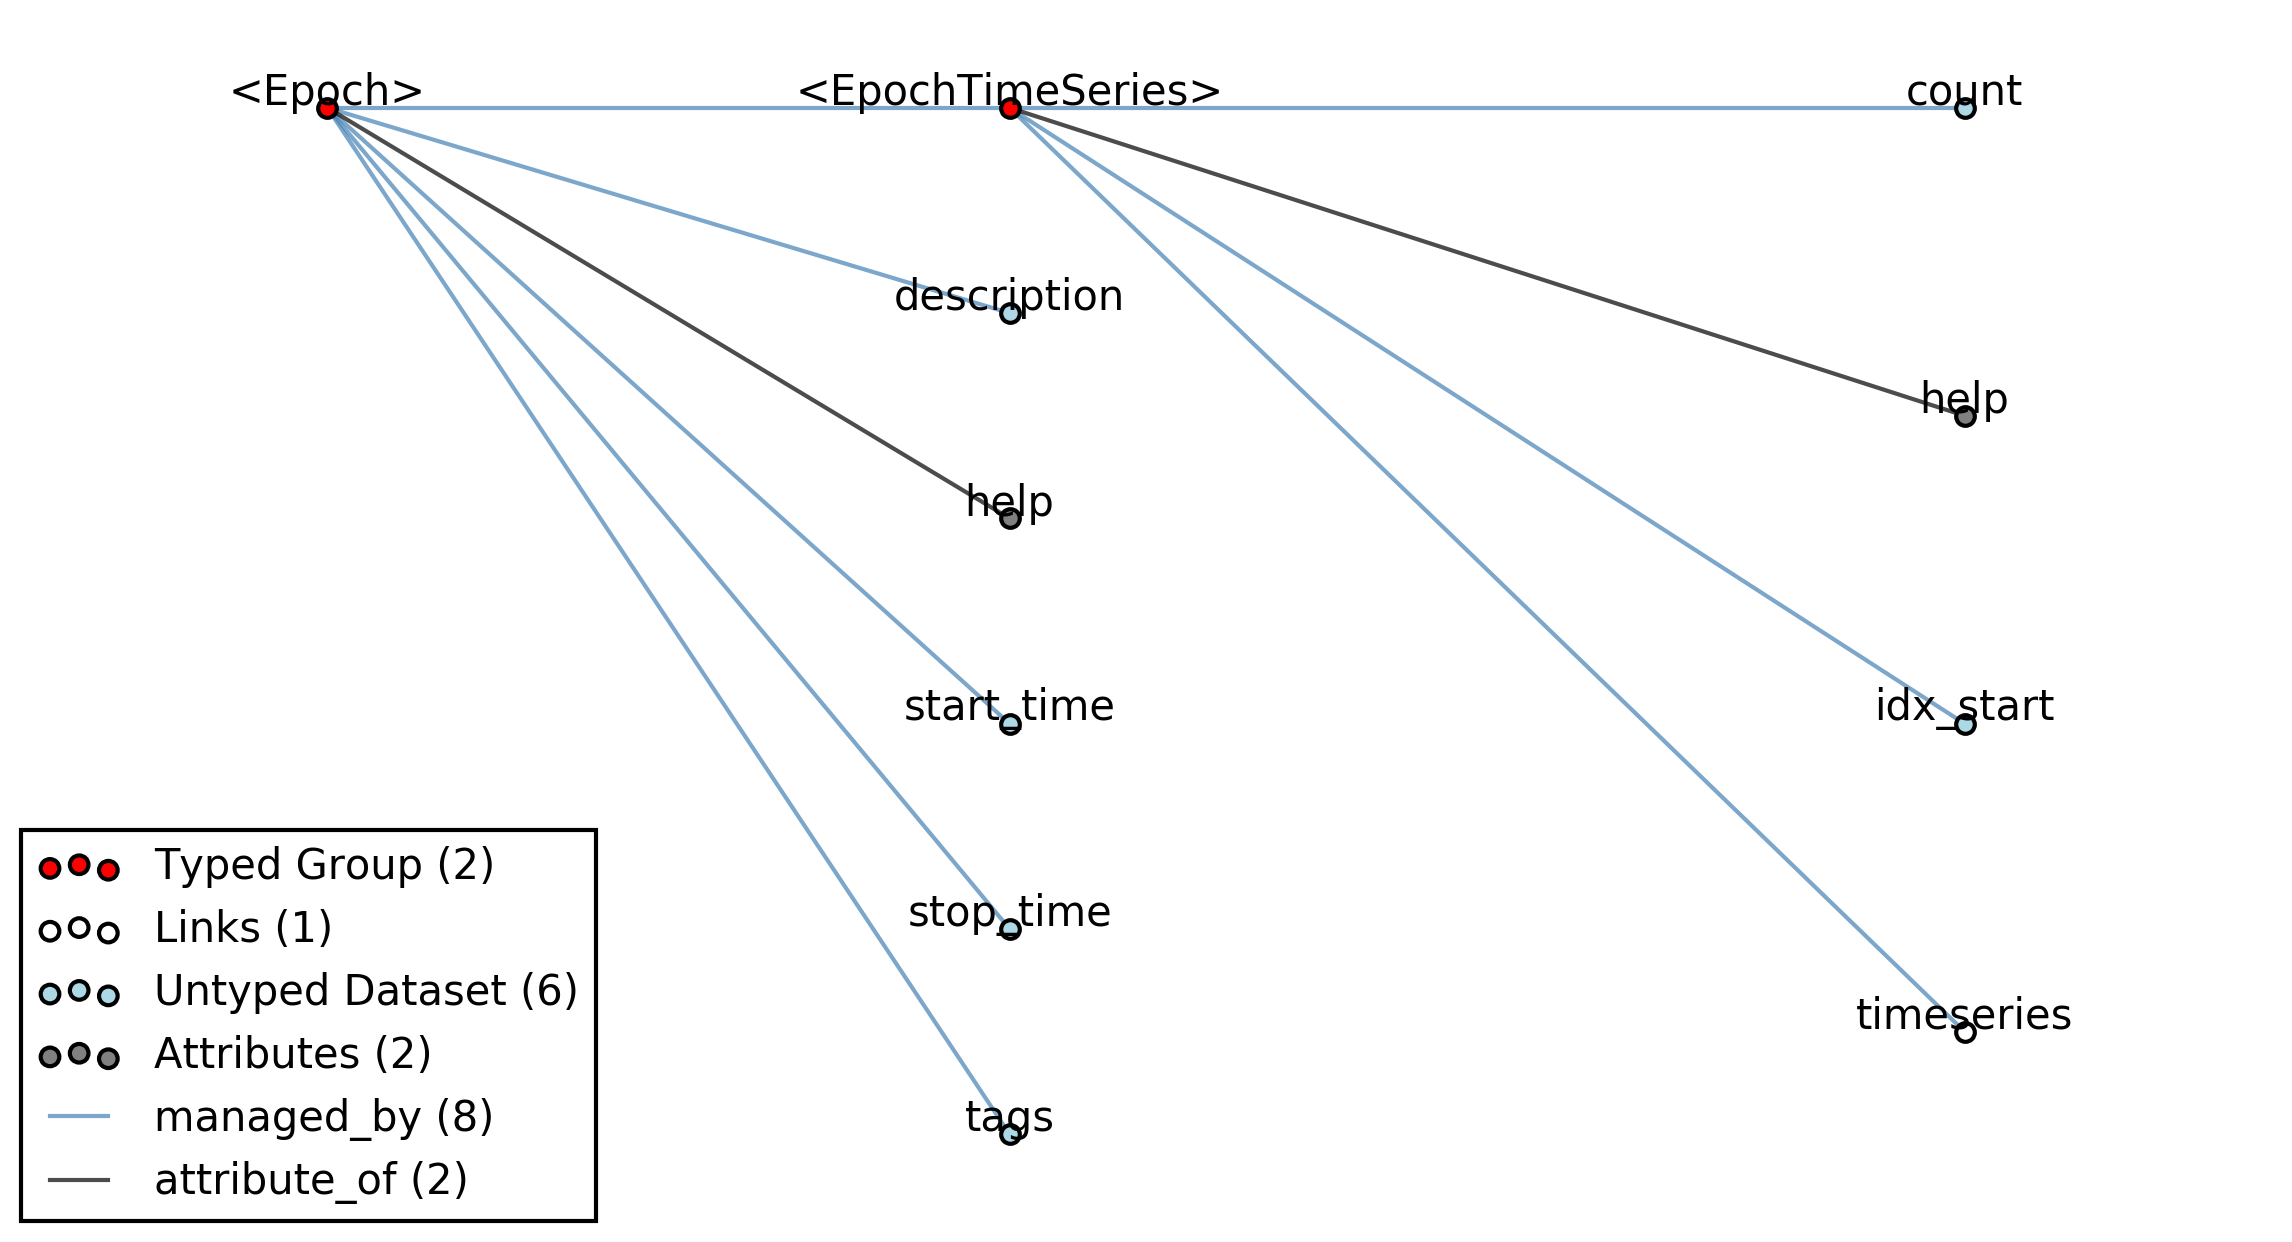 <Epoch>
<EpochTimeSeries>
count
description
help
help
start_time
idx_start
stop_time
timeseries
tags
Typed Group (2)
Links (1)
Untyped Dataset (6)
Attributes (2)
managed_by (8)
attribute_of (2)